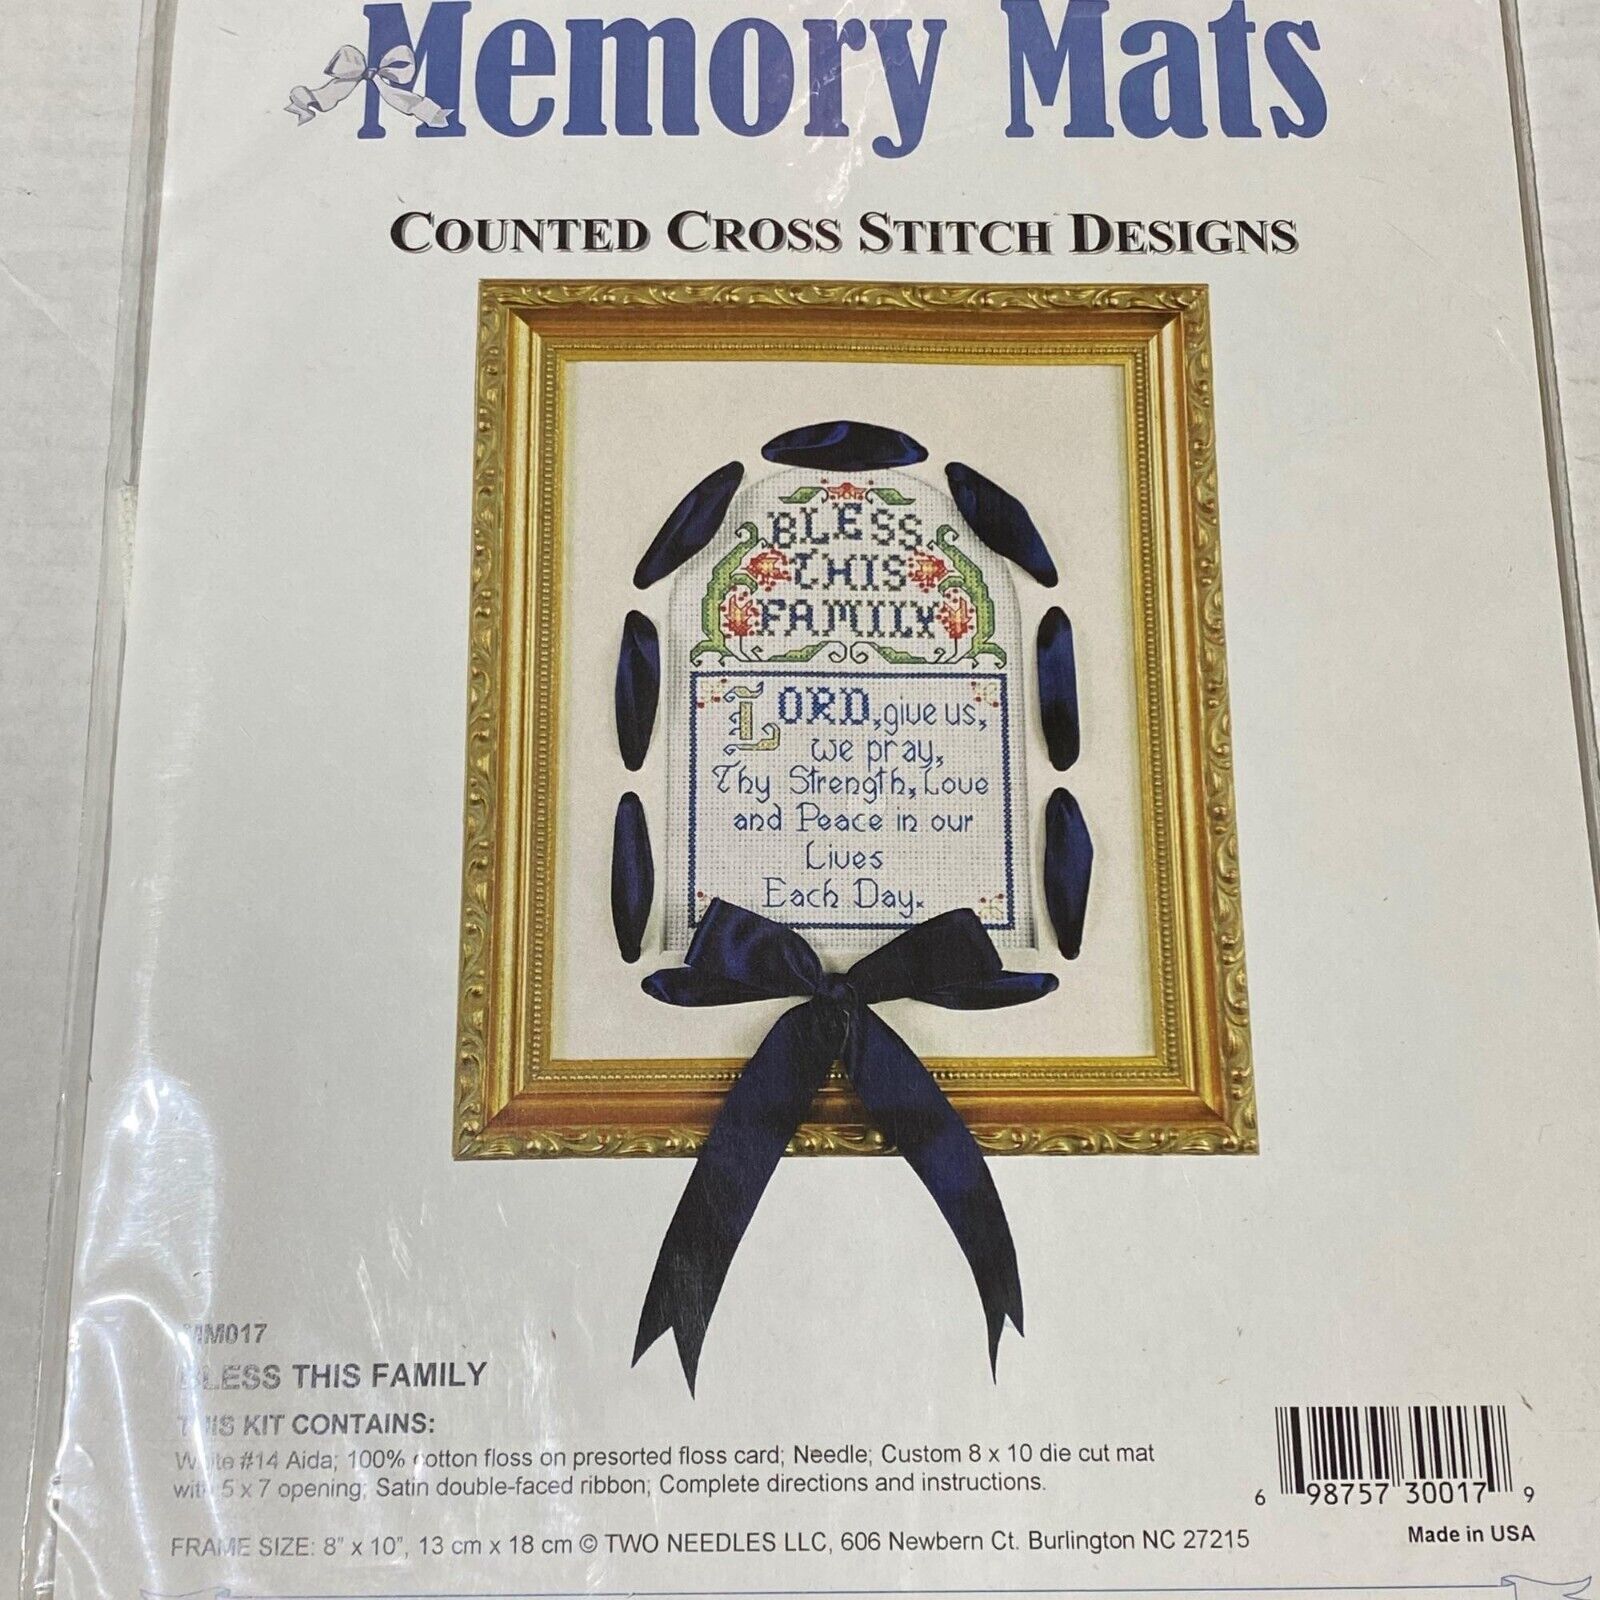 Memory Mats
COUNTED CROSS STITCH DESIGNS
BLESS
THIS
FAMILY
LORD, give us,
we pray,
Thy Strength, Love
and Peace in our
Lives
Each Day.
MM017
BLESS THIS FAMILY
THIS KIT CONTAINS:
White #14 Aida; 100% cotton floss on presorted floss card; Needle; Custom 8 x 10 die cut mat
with 5 x 7 opening; Satin double-faced ribbon; Complete directions and instructions.
FRAME SIZE: 8" x 10", 13 cm x 18 cm © TWO NEEDLES LLC, 606 Newbern Ct. Burlington NC 27215
6 98757 30017 9
Made in USA